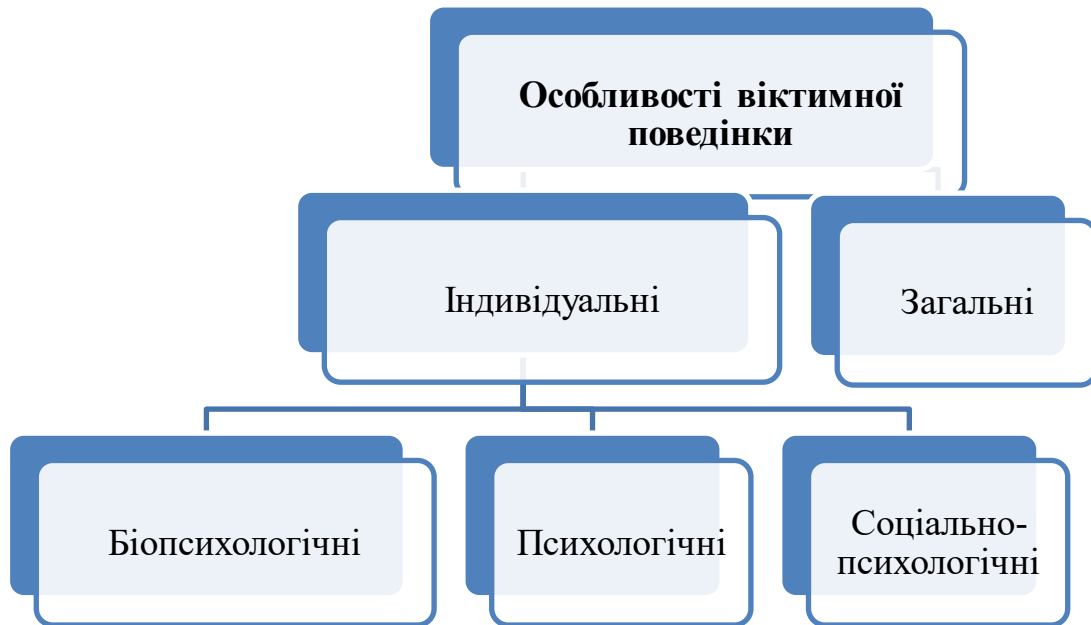 Особливості віктимної
поведінки
Індивідуальні
Загальні
Біопсихологічні
Психологічні
Соціально-
психологічні